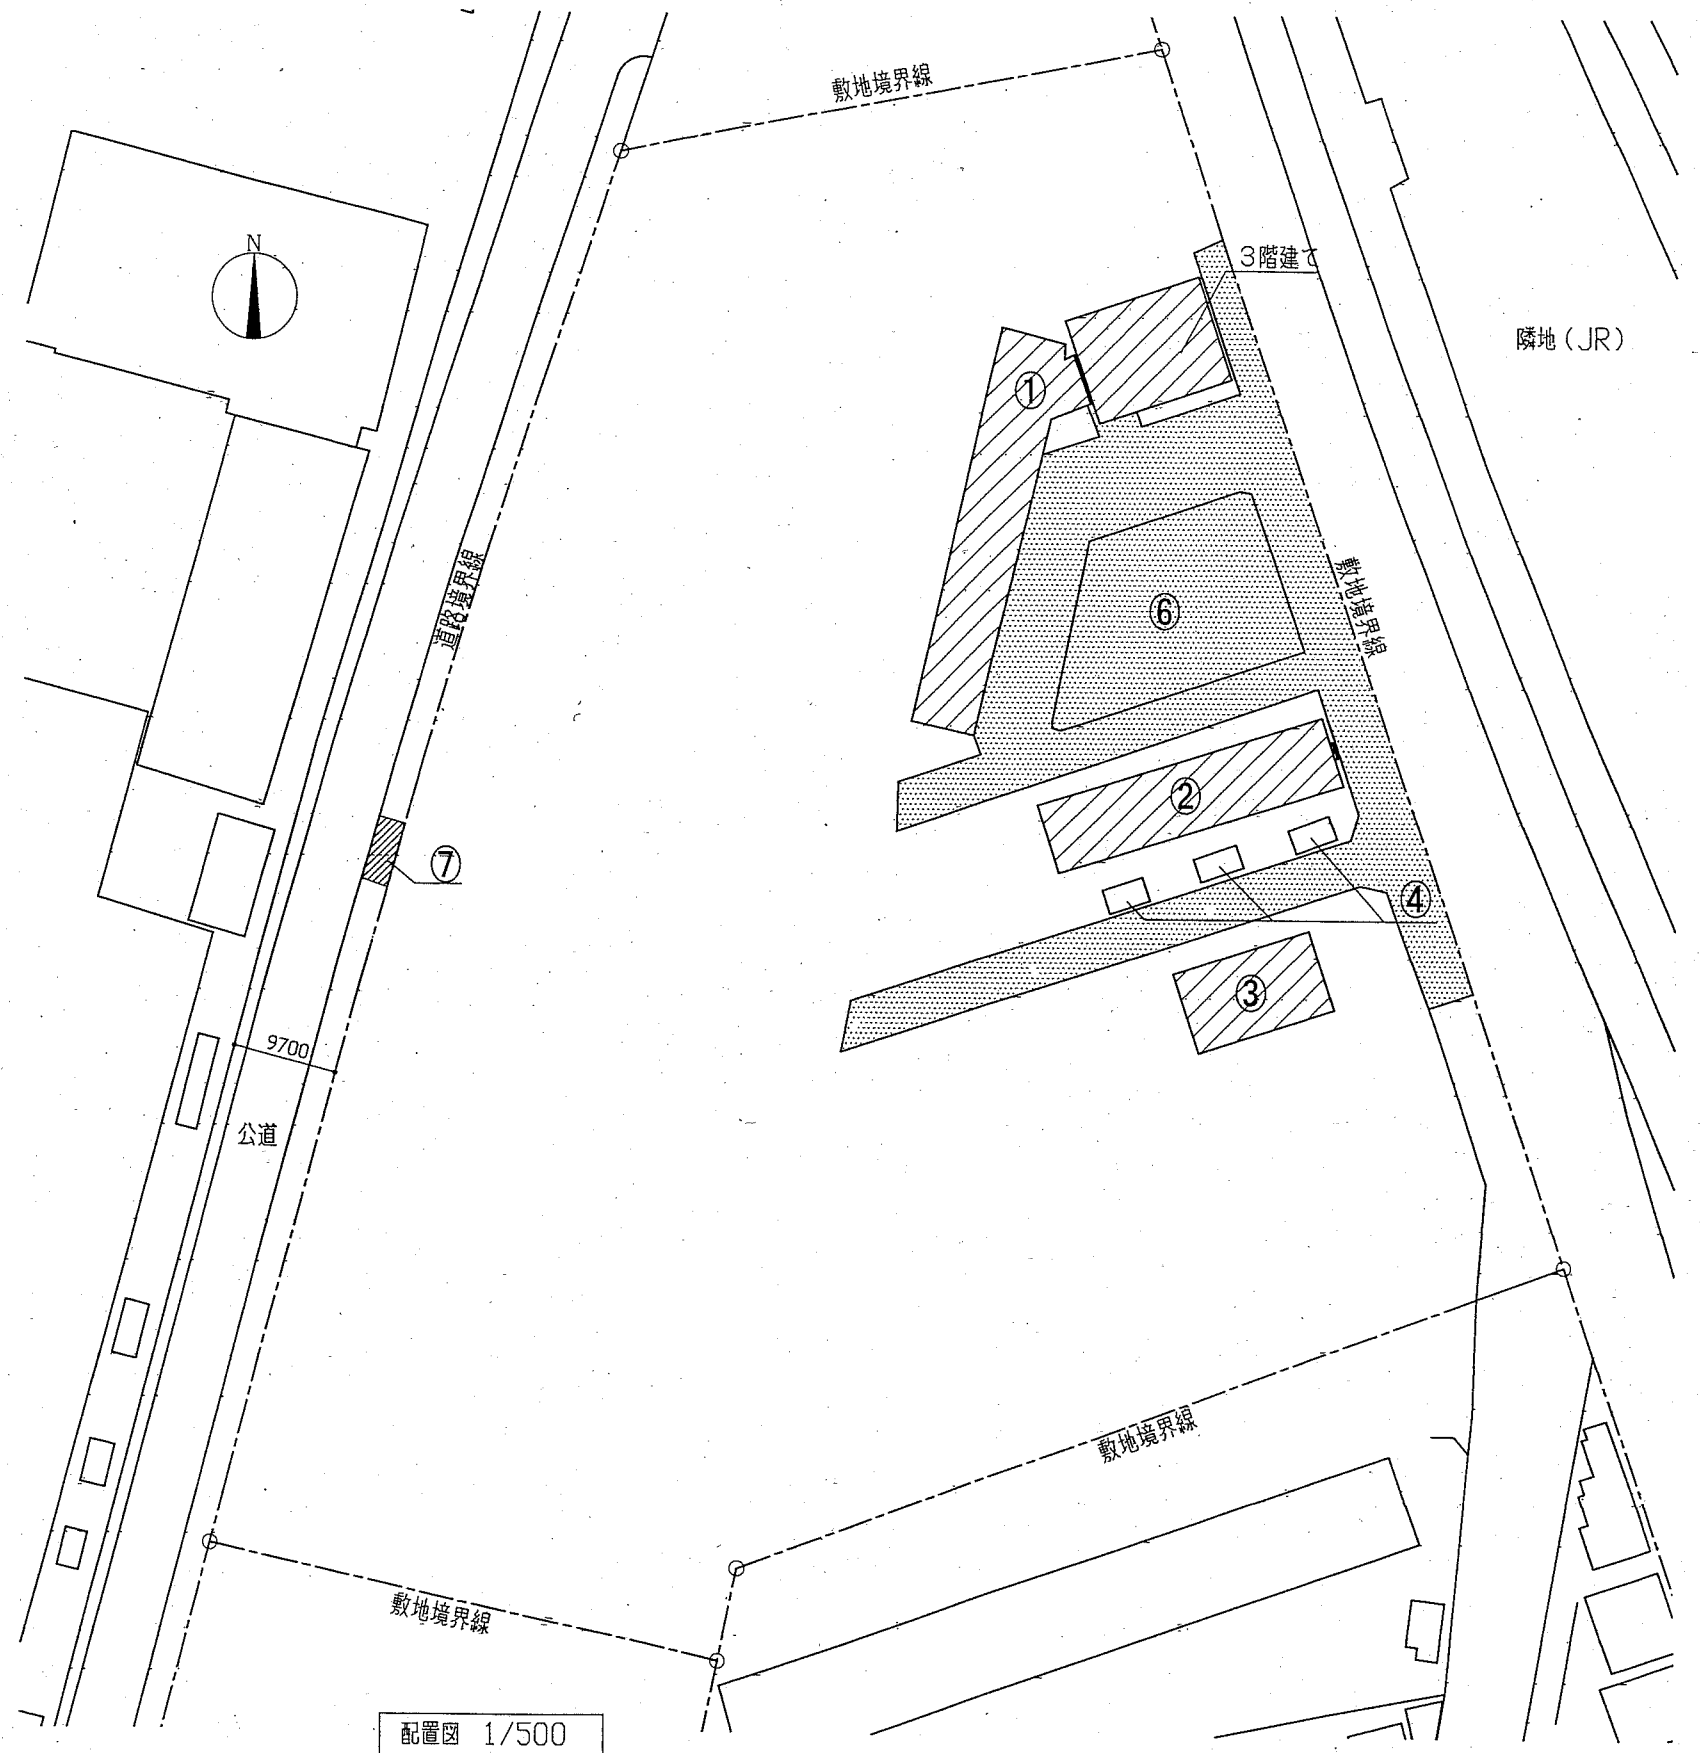 敷地境界線
N
3階建て
隣地(JR)
①
道路境界線
敷地境界線
⑥
②
⑦
④
③
9700
公道
敷地境界線
敷地境界線
配置図 1/500